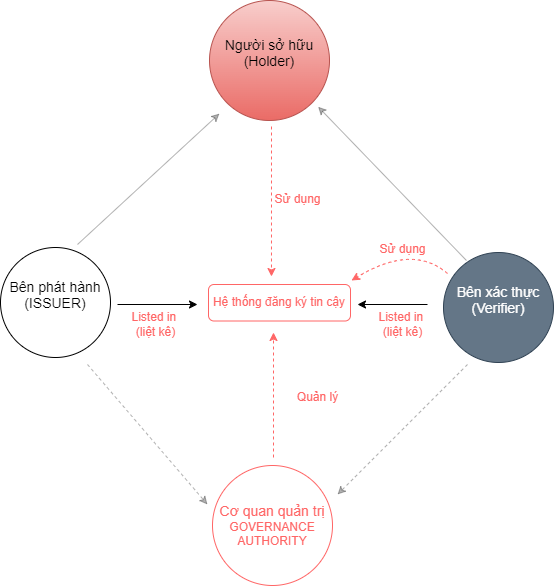 Người sở hữu
(Holder)
Sử dụng
Sử dụng
Bên phát hành
(ISSUER)
Hệ thống đăng ký tin cậy
Bên xác thực
(Verifier)
Listed in
(liệt kê)
Listed in
(liệt kê)
Quản lý
Cơ quan quản trị
GOVERNANCE
AUTHORITY